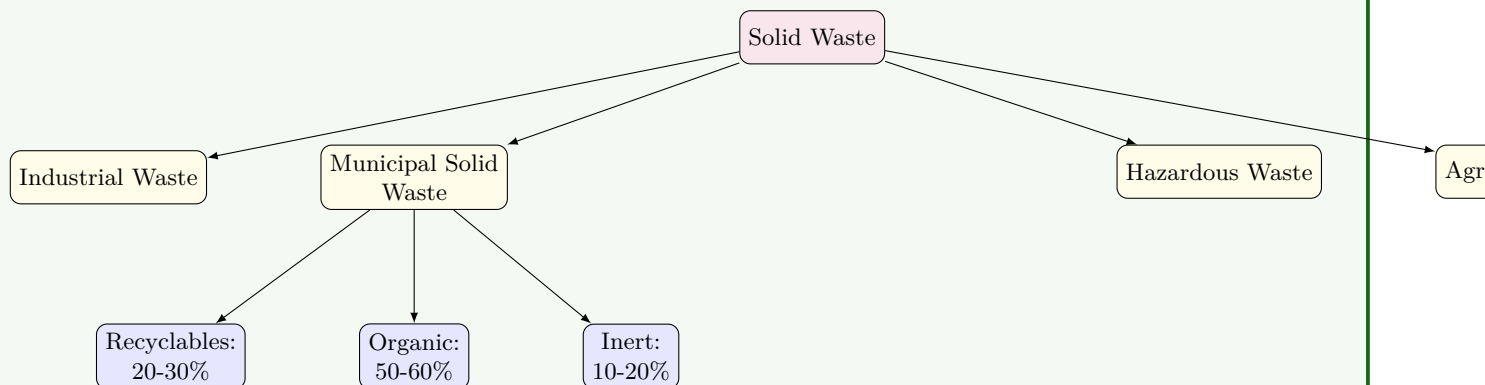 Solid Waste
Industrial Waste
Municipal Solid
Waste
Hazardous Waste
Recyclables:
20-30%
Organic:
50-60%
Inert:
10-20%